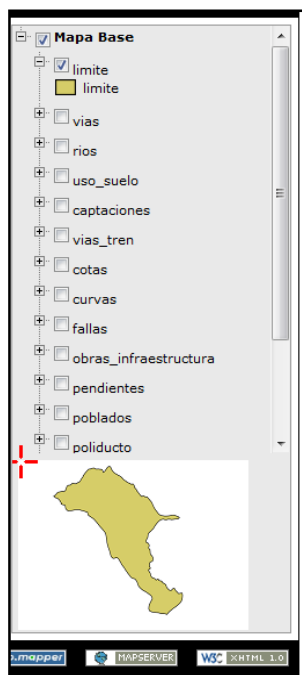 Mapa Base
limite
limite
vias
rios
uso_suelo
captaciones
vias_tren
cotas
curvas
fallas
obras_infraestructura
pendientes
poblados
poliducto
.mapper MAPSERVER W3C XHTML 1.0